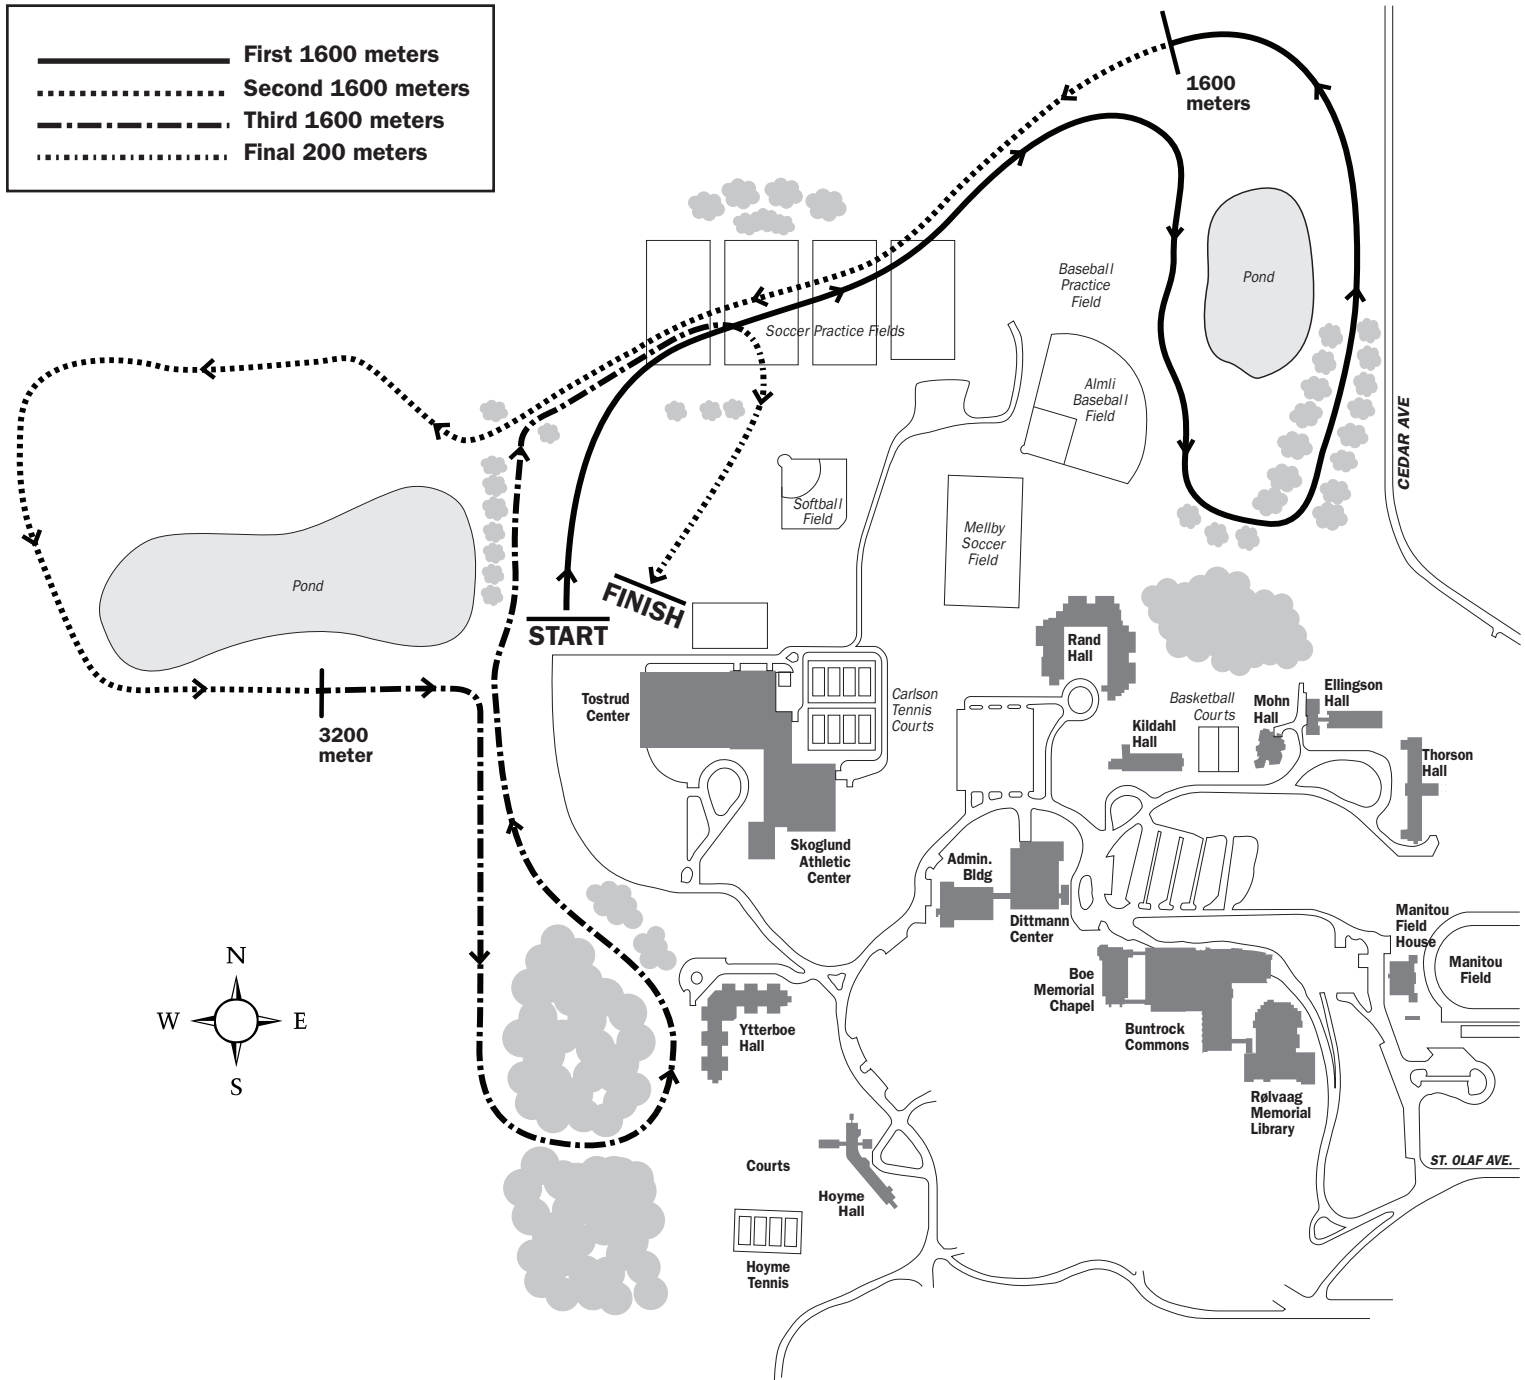 First 1600 meters
Second 1600 meters
Third 1600 meters
Final 200 meters
1600
meters
Pond
Baseball
Practice
Field
Soccer Practice Fields
Almli
Baseball
Field
CEDAR AVE
Softball
Field
Mellby
Soccer
Field
Pond
START
FINISH
Rand
Hall
Tostrud
Center
Carlson
Tennis
Courts
Basketball
Courts
Mohn
Hall
Ellingson
Hall
Kildahl
Hall
Thorson
Hall
3200
meter
Skoglund
Athletic
Center
Admin.
Bldg
Dittmann
Center
Manitou
Field
House
Manitou
Field
Boe
Memorial
Chapel
Buntrock
Commons
Ytterboe
Hall
N
W
E
S
Rølvaag
Memorial
Library
ST. OLAF AVE.
Courts
Hoyme
Hall
Hoyme
Tennis